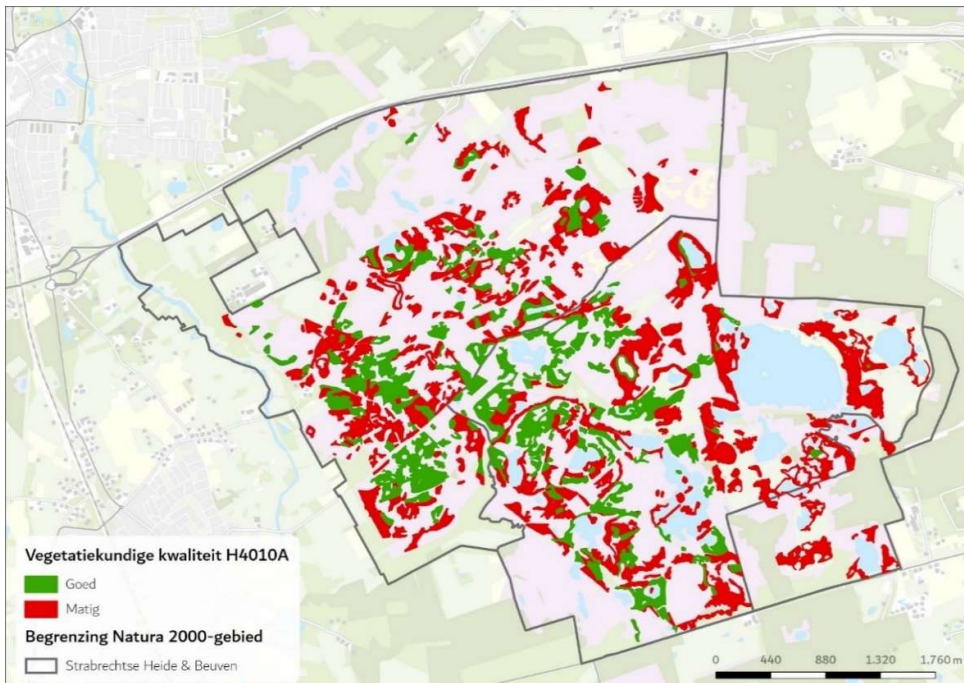 Vegetatiekundige kwaliteit H4010A
Goed
Matig
Begrenzing Natura 2000-gebied
Strabrechtse Heide & Beuven
0 440 880 1.320 1.760 m